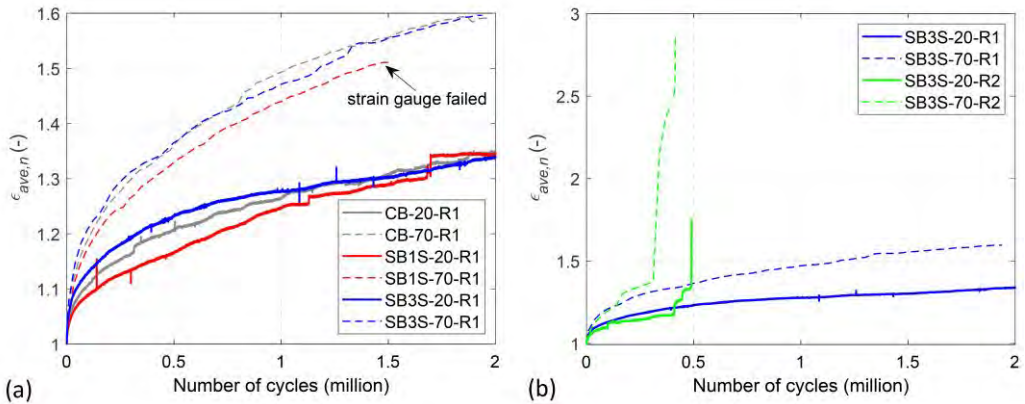 1.6
1.5
1.4
1.3
1.2
1.1
1
ϵave,n (-)
0
0.5
1
1.5
2
Number of cycles (million)
strain gauge failed
CB-20-R1
CB-70-R1
SB1S-20-R1
SB1S-70-R1
SB3S-20-R1
SB3S-70-R1
(a)
3
2.5
2
1.5
1
ϵave,n (-)
0
0.5
1
1.5
2
Number of cycles (million)
SB3S-20-R1
SB3S-70-R1
SB3S-20-R2
SB3S-70-R2
(b)